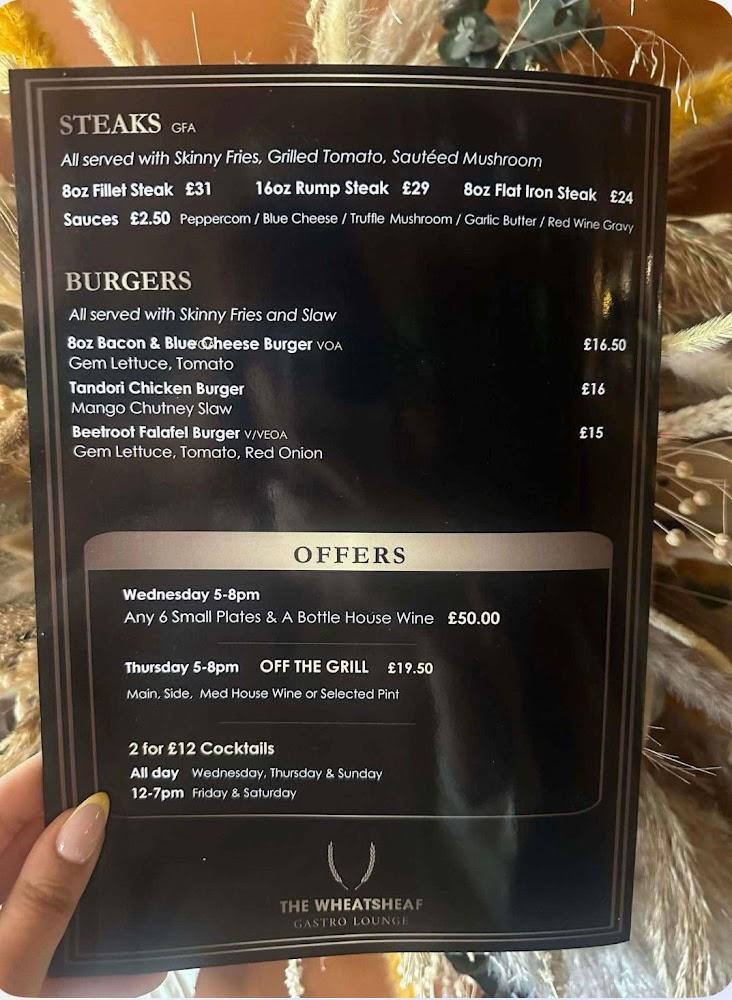 STEAKS GFA
All served with Skinny Fries, Grilled Tomato, Sautéed Mushroom
8oz Fillet Steak £31 16oz Rump Steak £29 8oz Flat Iron Steak £24
Sauces £2.50 Peppercorn / Blue Cheese / Truffle Mushroom / Garlic Butter / Red Wine Gravy
BURGERS
All served with Skinny Fries and Slaw
8oz Bacon & Blue Cheese Burger VOA £16.50
Gem Lettuce, Tomato
Tandori Chicken Burger £16
Mango Chutney Slaw
Beetroot Falafel Burger V/VEOA £15
Gem Lettuce, Tomato, Red Onion
OFFERS
Wednesday 5-8pm
Any 6 Small Plates & A Bottle House Wine £50.00
Thursday 5-8pm OFF THE GRILL £19.50
Main, Side, Med House Wine or Selected Pint
2 for £12 Cocktails
All day Wednesday, Thursday & Sunday
12-7pm Friday & Saturday
THE WHEATSHEAF
GASTRO LOUNGE